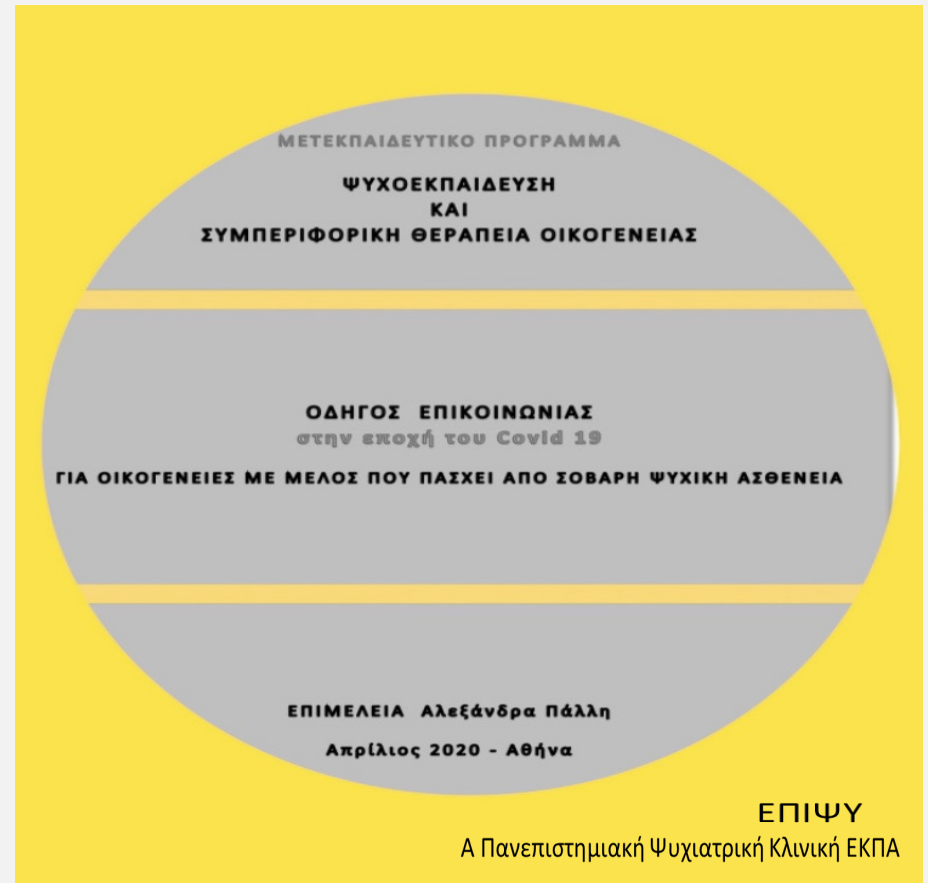 ΜΕΤΕΚΠΑΙΔΕΥΤΙΚΟ ΠΡΟΓΡΑΜΜΑ
ΨΥΧΟΕΚΠΑΙΔΕΥΣΗ
ΚΑΙ
ΣΥΜΠΕΡΙΦΟΡΙΚΗ ΘΕΡΑΠΕΙΑ ΟΙΚΟΓΕΝΕΙΑΣ
ΟΔΗΓΟΣ ΕΠΙΚΟΙΝΩΝΙΑΣ
στην εποχή του Covid 19
ΓΙΑ ΟΙΚΟΓΕΝΕΙΕΣ ΜΕ ΜΕΛΟΣ ΠΟΥ ΠΑΣΧΕΙ ΑΠΟ ΣΟΒΑΡΗ ΨΥΧΙΚΗ ΑΣΘΕΝΕΙΑ
ΕΠΙΜΕΛΕΙΑ Αλεξάνδρα Πάλλη
Απρίλιος 2020 - Αθήνα
ΕΠΙΨΥ
Α Πανεπιστημιακή Ψυχιατρική Κλινική ΕΚΠΑ